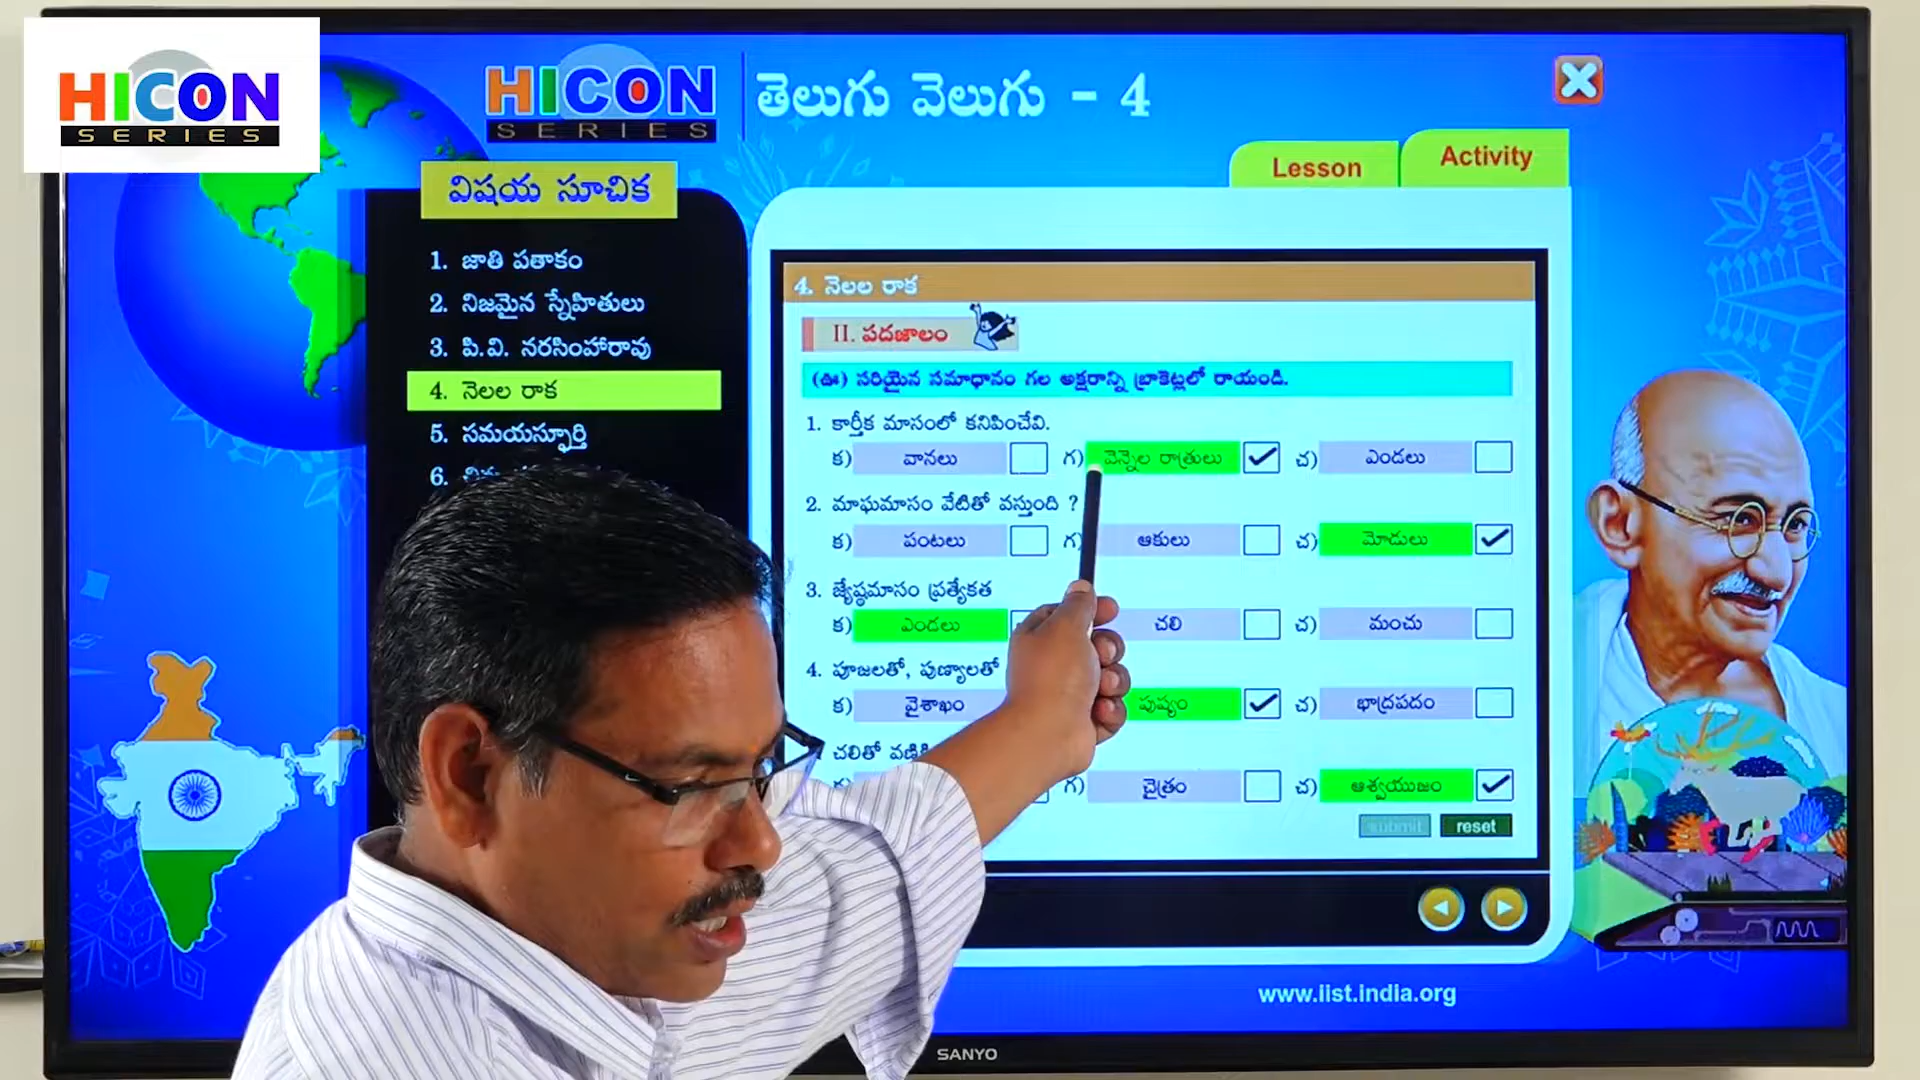 HICON
SERIES
HICON
SERIES
తెలుగు వెలుగు - 4
Lesson
Activity
విషయ సూచిక
1. జాతి పతాకం
2. నిజమైన స్నేహితులు
3. పి.వి. నరసింహారావు
4. నెలల రాక
5. సమయస్ఫూర్తి
6.
4. నెలల రాక
II. పదజాలం
(ఊ) సరియైన సమాధానం గల అక్షరాన్ని బ్రాకెట్లలో రాయండి.
1. కార్తీక మాసంలో కనిపించేవి.
క) వానలు గ) వెన్నెల రాత్రులు చ) ఎండలు
2. మాఘమాసం వేటితో వస్తుంది ?
క) పంటలు గ) ఆకులు చ) మోడులు
3. జ్యేష్ఠమాసం ప్రత్యేకత
క) ఎండలు చలి చ) మంచు
4. పూజలతో, పుణ్యాలతో
క) వైశాఖం పుష్యం చ) భాద్రపదం
చలితో
గ) చైత్రం చ) ఆశ్వయుజం
submit reset
www.iist.india.org
SANYO